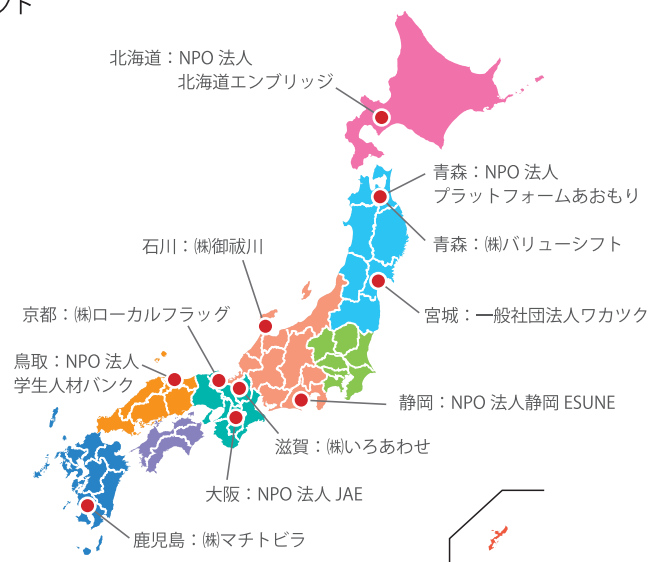 クト
北海道：NPO 法人
北海道エンブリッジ
青森：NPO 法人
プラットフォームあおもり
石川：㈱御祓川
青森：㈱バリューシフト
京都：㈱ローカルフラッグ
宮城：一般社団法人ワカツク
鳥取：NPO 法人
学生人材バンク
静岡：NPO 法人静岡 ESUNE
滋賀：㈱いろあわせ
大阪：NPO 法人 JAE
鹿児島：㈱マチトビラ